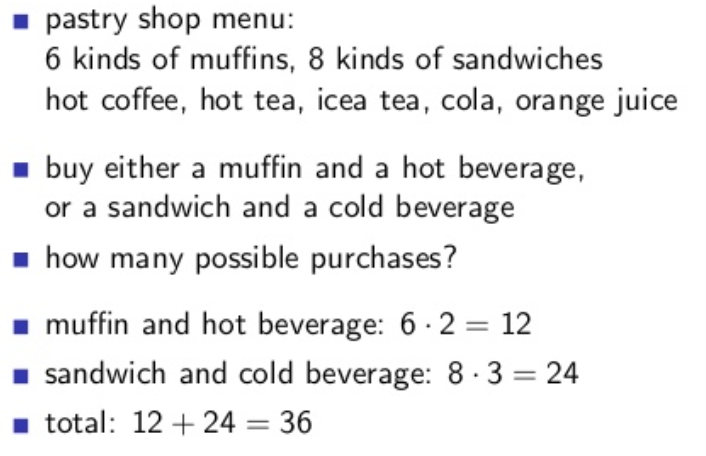 pastry shop menu:
6 kinds of muffins, 8 kinds of sandwiches
hot coffee, hot tea, icea tea, cola, orange juice
buy either a muffin and a hot beverage,
or a sandwich and a cold beverage
how many possible purchases?
muffin and hot beverage: 6 · 2 = 12
sandwich and cold beverage: 8 · 3 = 24
total: 12 + 24 = 36